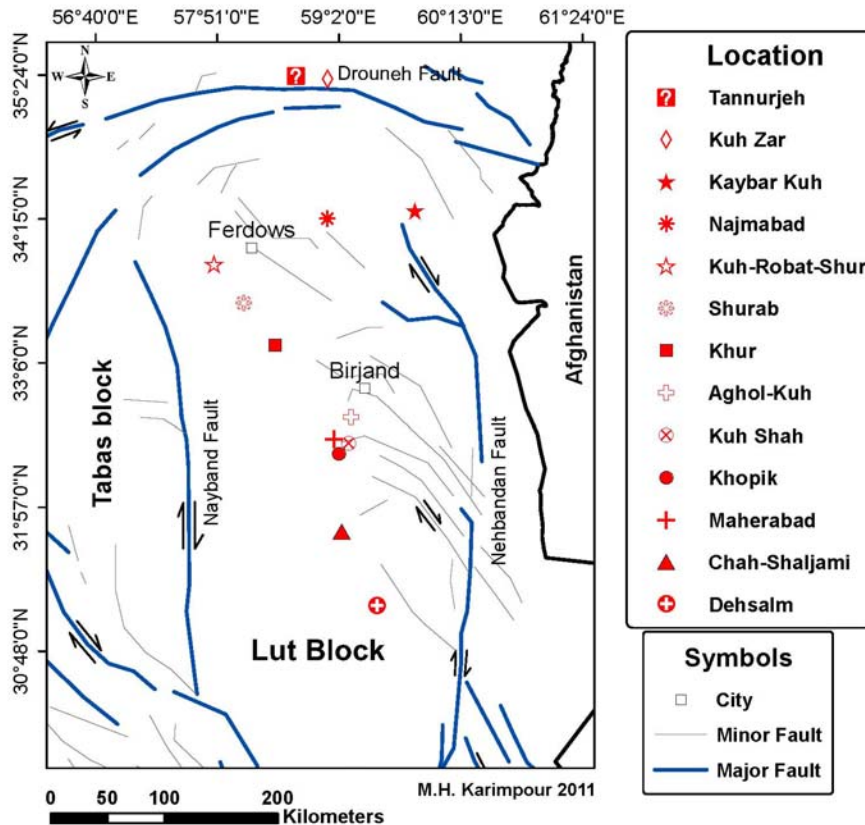 56°40'0"E 57°51'0"E 59°2'0"E 60°13'0"E 61°24'0"E
35°24'0"N
34°15'0"N
33°6'0"N
31°57'0"N
30°48'0"N
N
W E
S
?
Drouneh Fault
Ferdows
Birjand
Tabas block
Nayband Fault
Nehbandan Fault
Afghanistan
Lut Block
M.H. Karimpour 2011
0 50 100 200
Kilometers
Location
? Tannurjeh
Kuh Zar
Kaybar Kuh
Najmabad
Kuh-Robat-Shur
Shurab
Khur
Aghol-Kuh
Kuh Shah
Khopik
Maherabad
Chah-Shaljami
Dehsalm
Symbols
City
Minor Fault
Major Fault